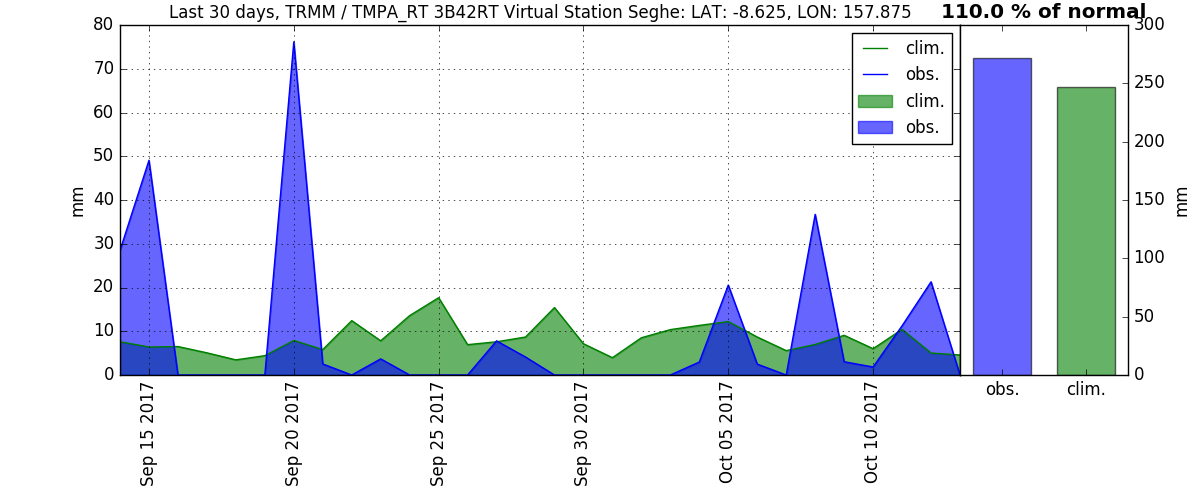 Last 30 days, TRMM / TMPA_RT 3B42RT Virtual Station Seghe: LAT: -8.625, LON: 157.875
110.0 % of normal
80
70
60
50
40
30
20
10
0
mm
clim.
obs.
clim.
obs.
300
250
200
150
100
50
0
mm
Sep 15 2017
Sep 20 2017
Sep 25 2017
Sep 30 2017
Oct 05 2017
Oct 10 2017
obs.
clim.